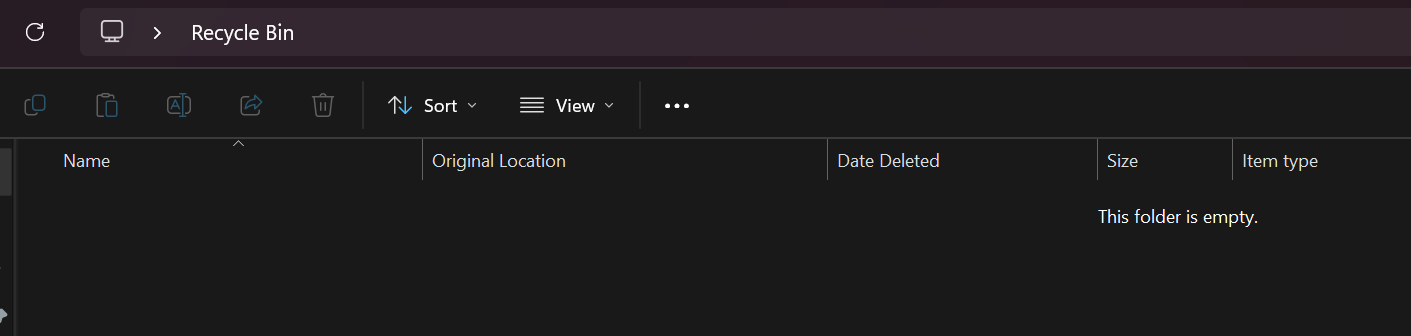 Recycle Bin
Sort View
Name Original Location Date Deleted Size Item type
This folder is empty.